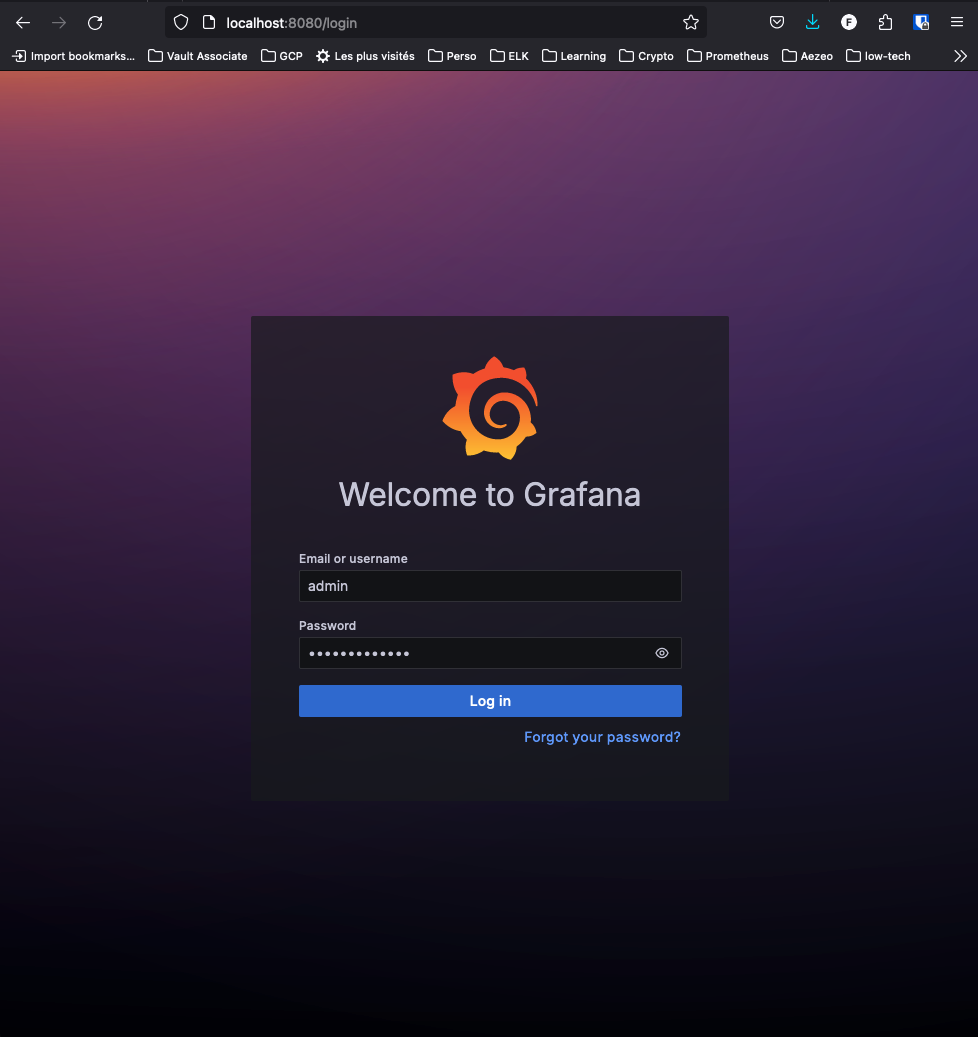 localhost:8080/login
F
Import bookmarks... Vault Associate GCP Les plus visités Perso ELK Learning Crypto Prometheus Aezeo low-tech
Welcome to Grafana
Email or username
admin
Password
•••••••••••••
Log in
Forgot your password?